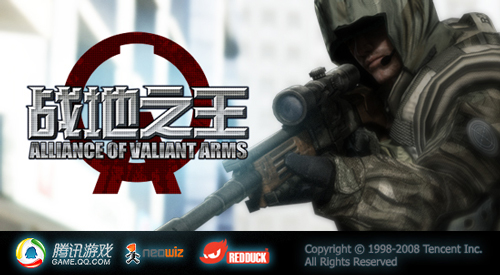 战地之王
ALLIANCE OF VALIANT ARMS
腾讯游戏
GAME.QQ.COM
neowiz
REDDUCK
Copyright © 1998-2008 Tencent Inc.
All Rights Reserved